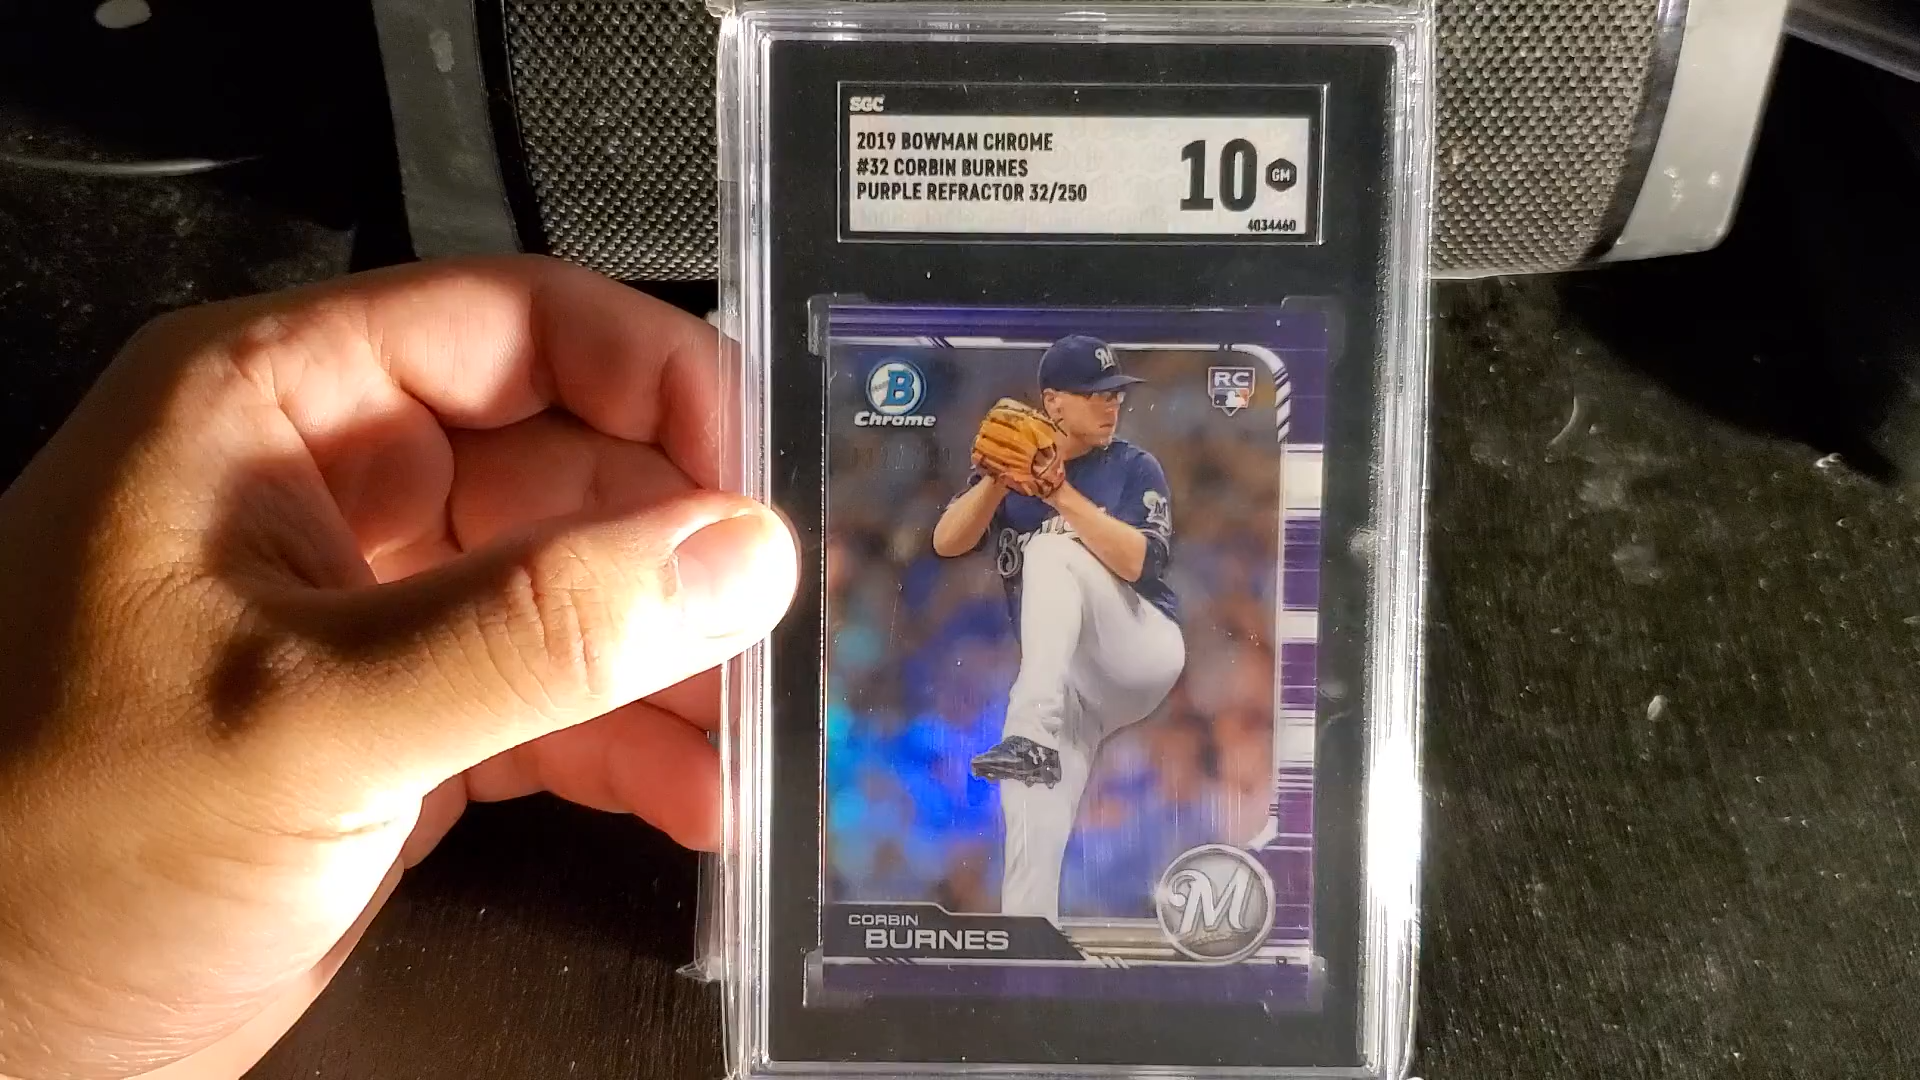 SGC
2019 BOWMAN CHROME
#32 CORBIN BURNES
PURPLE REFRACTOR 32/250
10
GM
4034460
B
Chrome
RC
M
M
M
CORBIN
BURNES